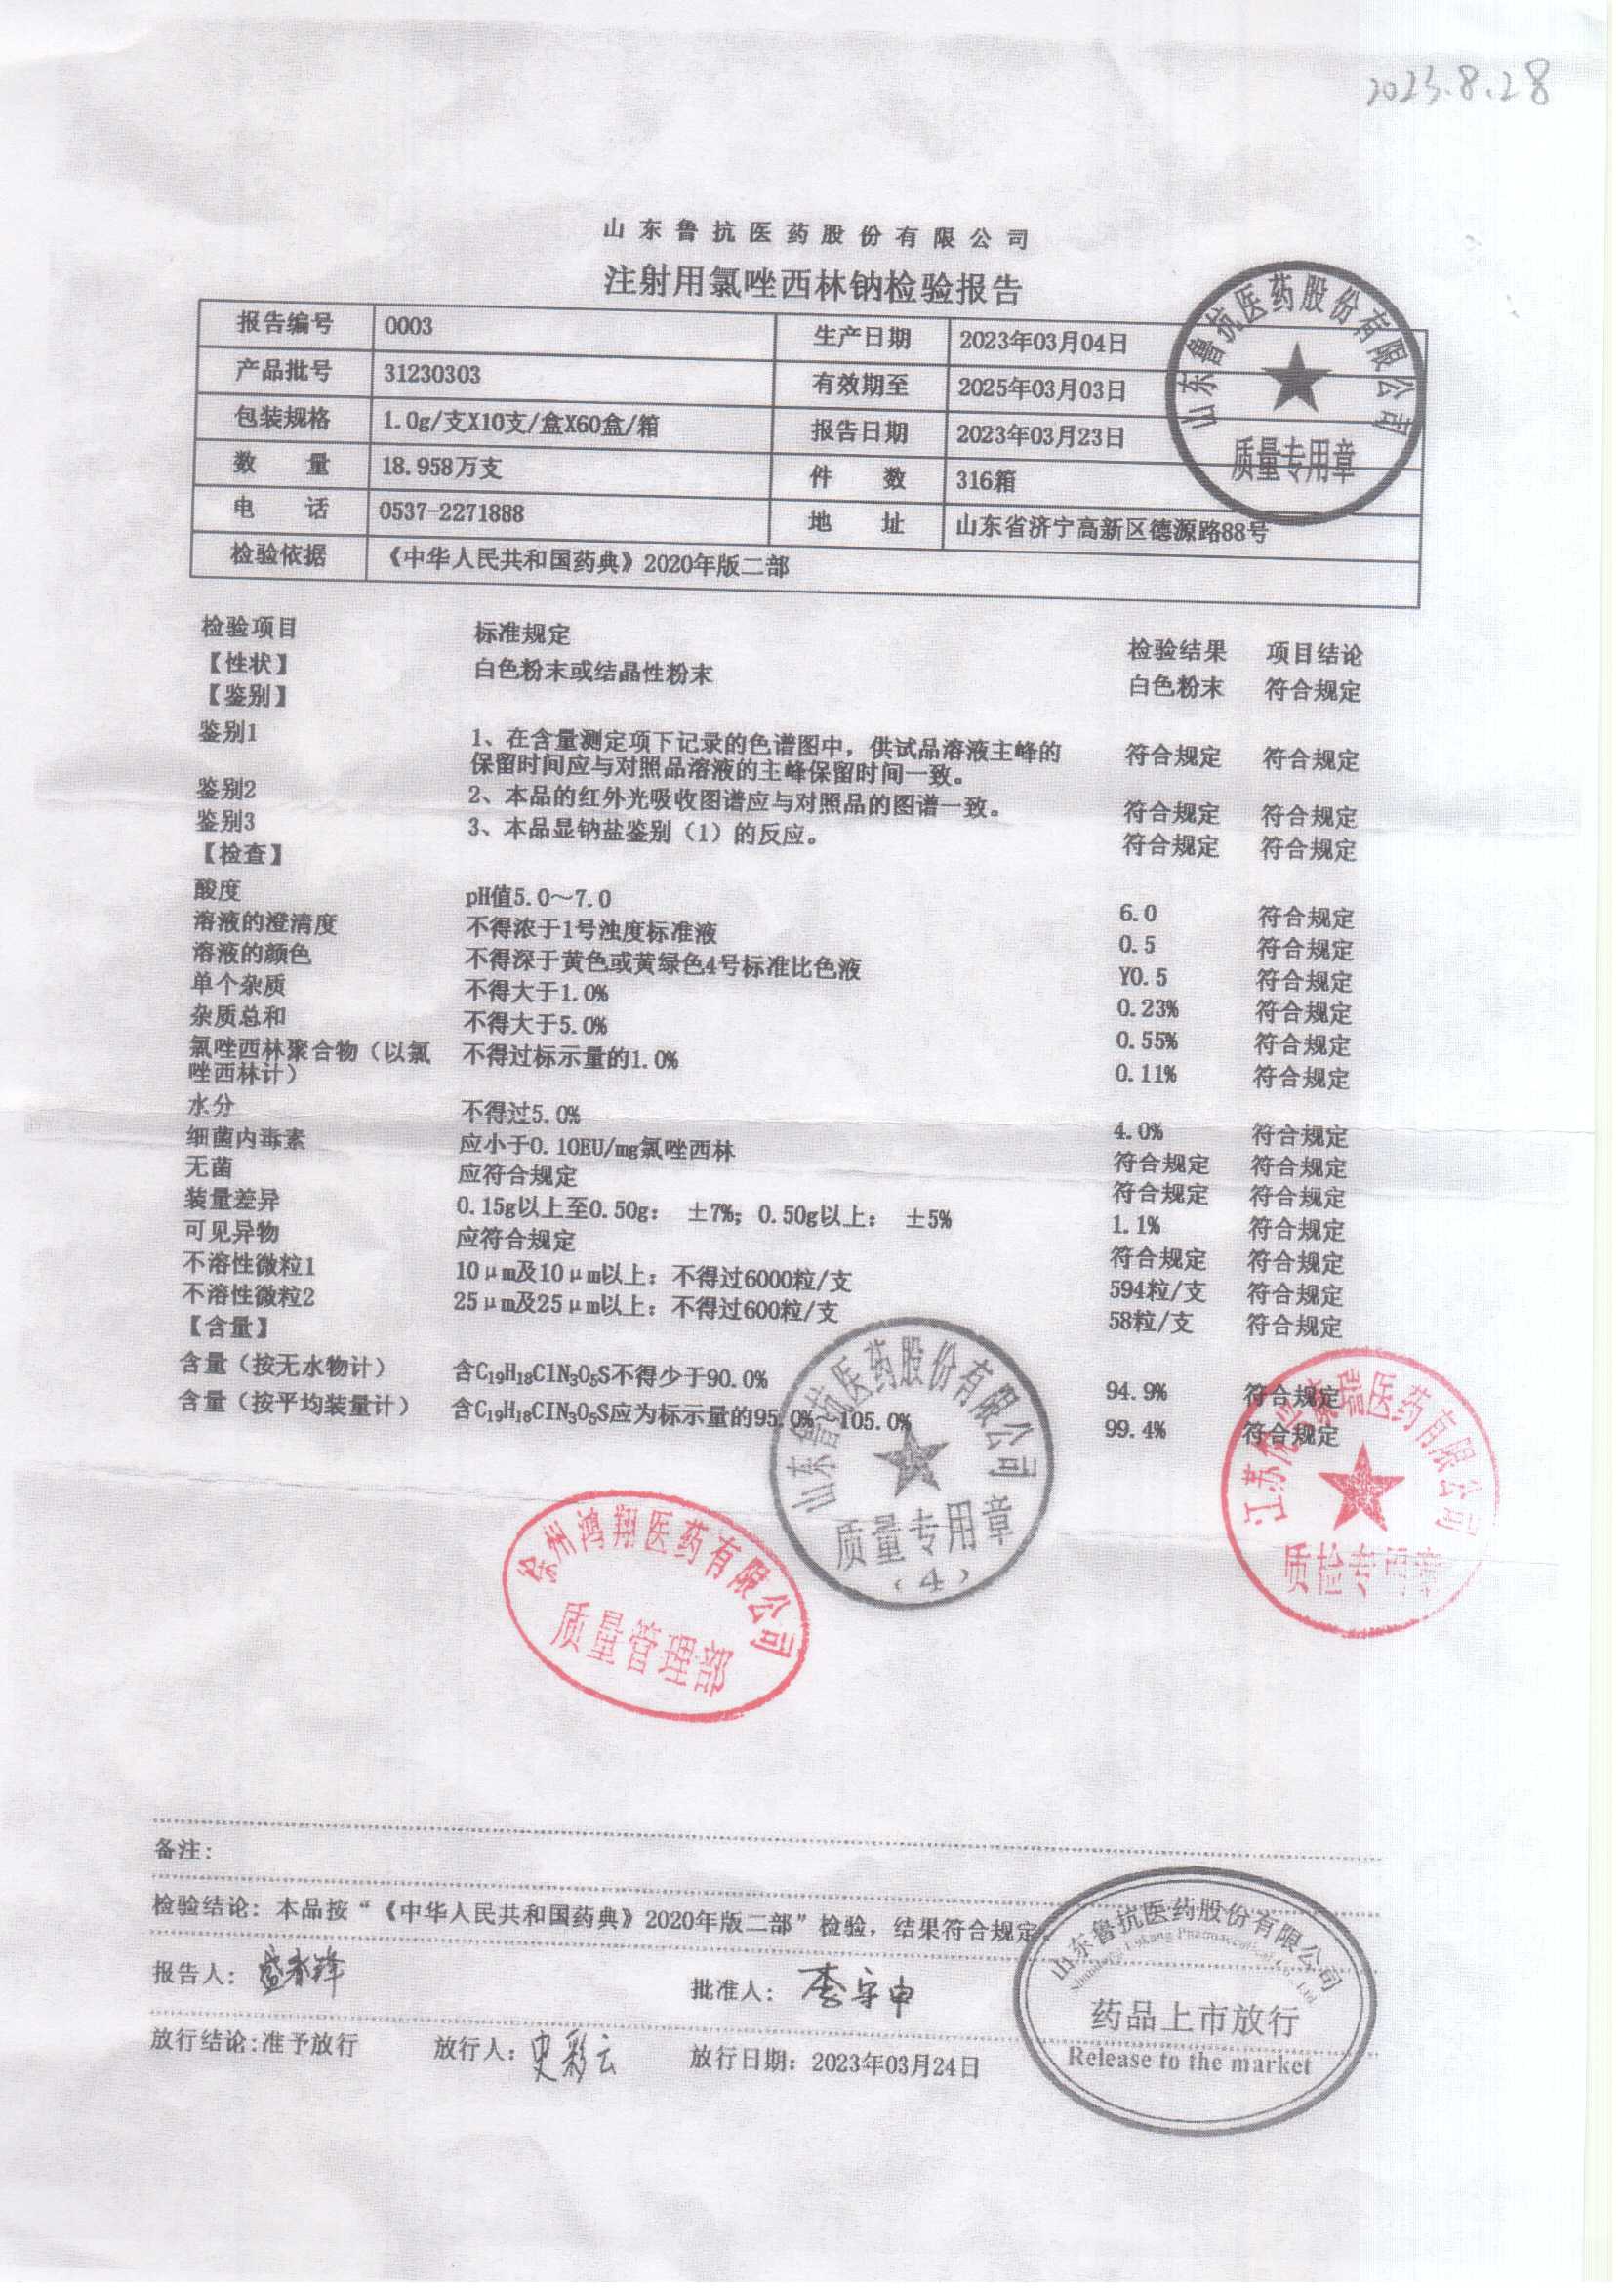 2023.8.28
山东鲁抗医药股份有限公司
注射用氯唑西林钠检验报告
报告编号 0003 生产日期 2023年03月04日
产品批号 31230303 有效期至 2025年03月03日
包装规格 1.0g/支X10支/盒X60盒/箱 报告日期 2023年03月23日
数 量 18.958万支 件 数 316箱
电 话 0537-2271888 地 址 山东省济宁高新区德源路88号
检验依据 《中华人民共和国药典》2020年版二部
山东鲁抗医药股份有限公司
质量专用章
检验项目 标准规定 检验结果 项目结论
【性状】 白色粉末或结晶性粉末 白色粉末 符合规定
【鉴别】
鉴别1 1、在含量测定项下记录的色谱图中，供试品溶液主峰的 符合规定 符合规定
保留时间应与对照品溶液的主峰保留时间一致。
鉴别2 2、本品的红外光吸收图谱应与对照品的图谱一致。 符合规定 符合规定
鉴别3 3、本品显钠盐鉴别（1）的反应。 符合规定 符合规定
【检查】
酸度 pH值5.0～7.0 6.0 符合规定
溶液的澄清度 不得浓于1号浊度标准液 0.5 符合规定
溶液的颜色 不得深于黄色或黄绿色4号标准比色液 Y0.5 符合规定
单个杂质 不得大于1.0% 0.23% 符合规定
杂质总和 不得大于5.0% 0.55% 符合规定
氯唑西林聚合物（以氯 不得过标示量的1.0% 0.11% 符合规定
唑西林计）
水分 不得过5.0% 4.0% 符合规定
细菌内毒素 应小于0.10EU/mg氯唑西林 符合规定 符合规定
无菌 应符合规定 符合规定 符合规定
装量差异 0.15g以上至0.50g： ±7%；0.50g以上： ±5% 1.1% 符合规定
可见异物 应符合规定 符合规定 符合规定
不溶性微粒1 10μm及10μm以上：不得过6000粒/支 594粒/支 符合规定
不溶性微粒2 25μm及25μm以上：不得过600粒/支 58粒/支 符合规定
【含量】
含量（按无水物计） 含C₁₉H₁₈ClN₃O₅S不得少于90.0% 94.9% 符合规定
含量（按平均装量计） 含C₁₉H₁₈CIN₃O₅S应为标示量的95.0%～105.0% 99.4% 符合规定
山东鲁抗医药股份有限公司
质量专用章
（4）
徐州鸿翔医药有限公司
质量管理部
瑞医药有限公司
质检专用章
备注：
检验结论：本品按“《中华人民共和国药典》2020年版二部”检验，结果符合规定。
报告人： 批准人： 李宇申
放行结论：准予放行 放行人： 史彩云 放行日期：2023年03月24日
山东鲁抗医药股份有限公司
Shandong Lukang Pharmaceutical Co., Ltd.
药品上市放行
Release to the market